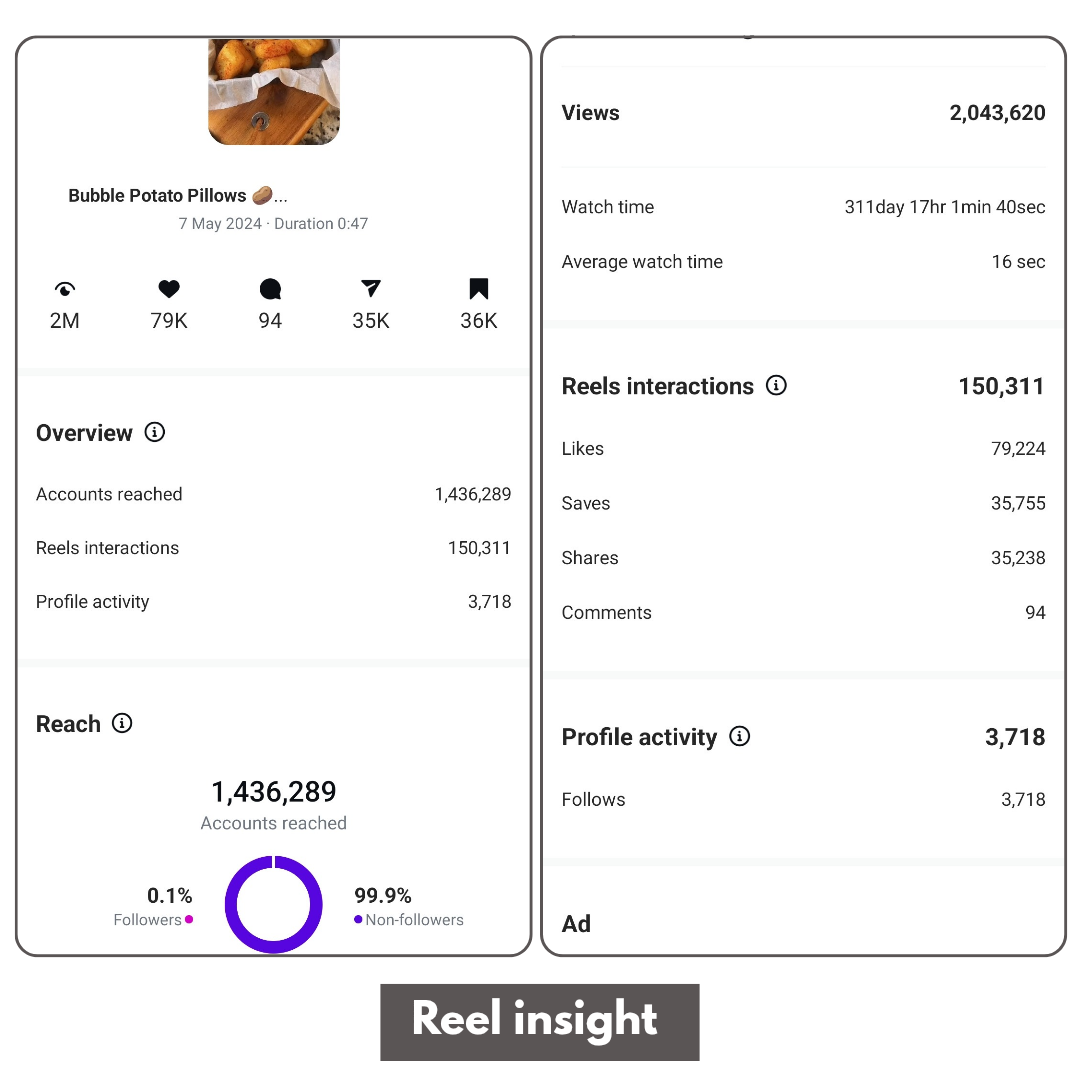 Bubble Potato Pillows 🥔...
7 May 2024 · Duration 0:47
2M 79K 94 35K 36K
Overview
Accounts reached 1,436,289
Reels interactions 150,311
Profile activity 3,718
Reach
1,436,289
Accounts reached
0.1% 99.9%
Followers Non-followers
Views 2,043,620
Watch time 311day 17hr 1min 40sec
Average watch time 16 sec
Reels interactions 150,311
Likes 79,224
Saves 35,755
Shares 35,238
Comments 94
Profile activity 3,718
Follows 3,718
Ad
Reel insight